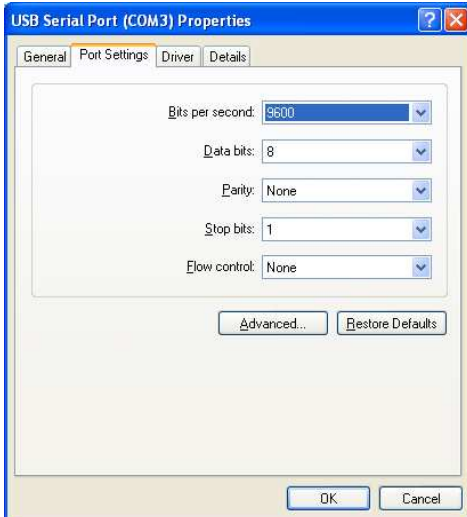 USB Serial Port (COM3) Properties
General Port Settings Driver Details
Bits per second: 9600
Data bits: 8
Parity: None
Stop bits: 1
Flow control: None
Advanced... Restore Defaults
OK Cancel